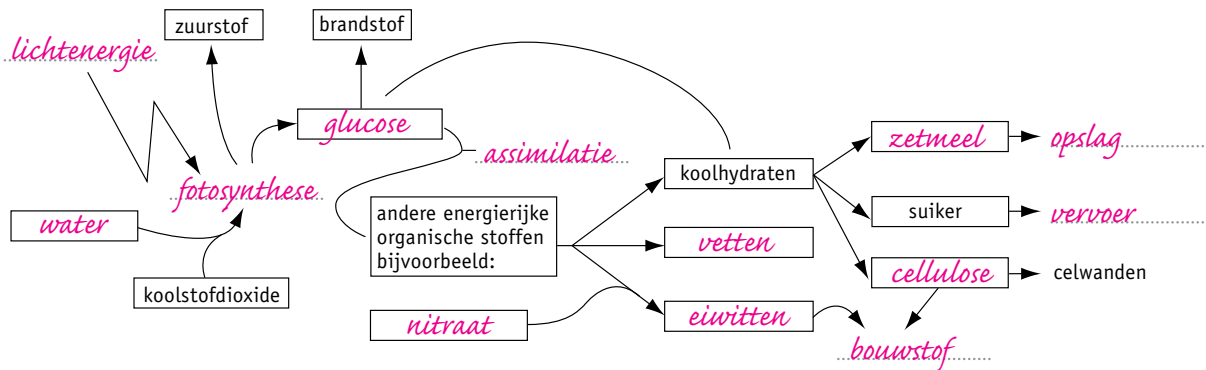 zuurstof
brandstof
lichtenergie
glucose
assimilatie
fotosynthese
water
koolstofdioxide
andere energierijke
organische stoffen
bijvoorbeeld:
nitraat
koolhydraten
vetten
eiwitten
zetmeel
opslag
suiker
vervoer
cellulose
celwanden
bouwstof